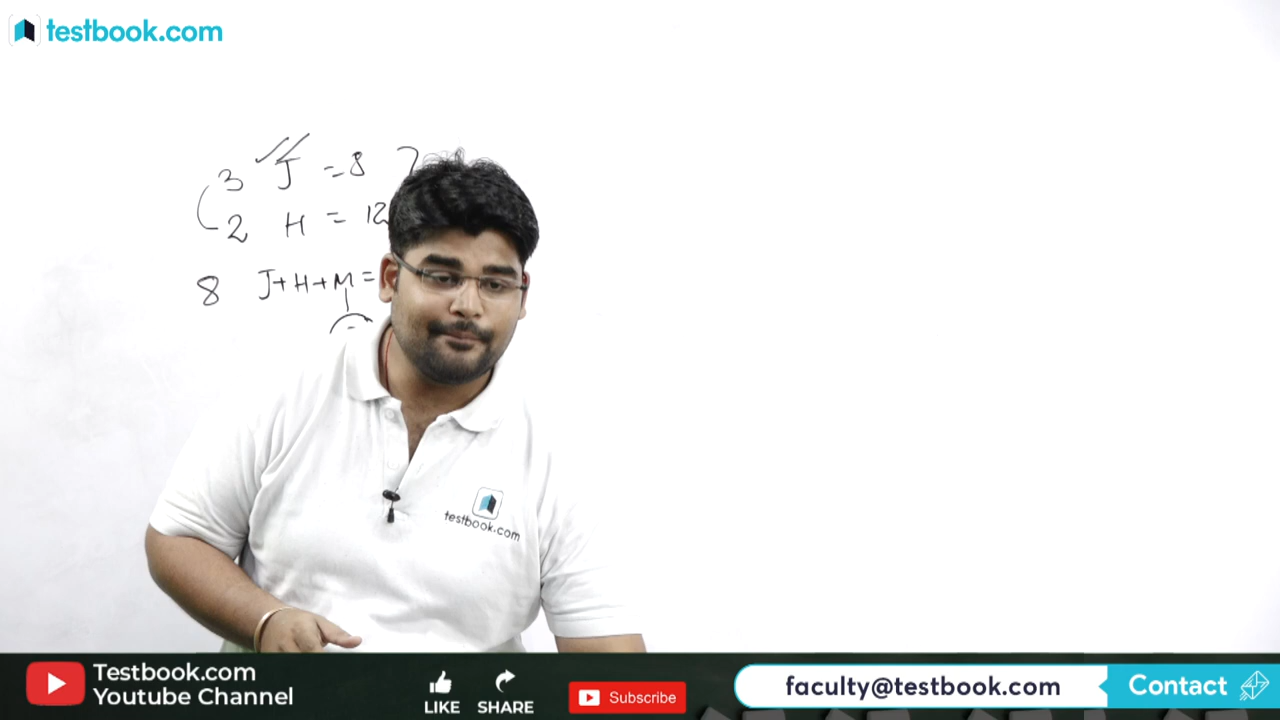 testbook.com
3 J = 8
2 H = 12
8 J+H+M =
testbook.com
Testbook.com
Youtube Channel
LIKE
SHARE
Subscribe
faculty@testbook.com
Contact